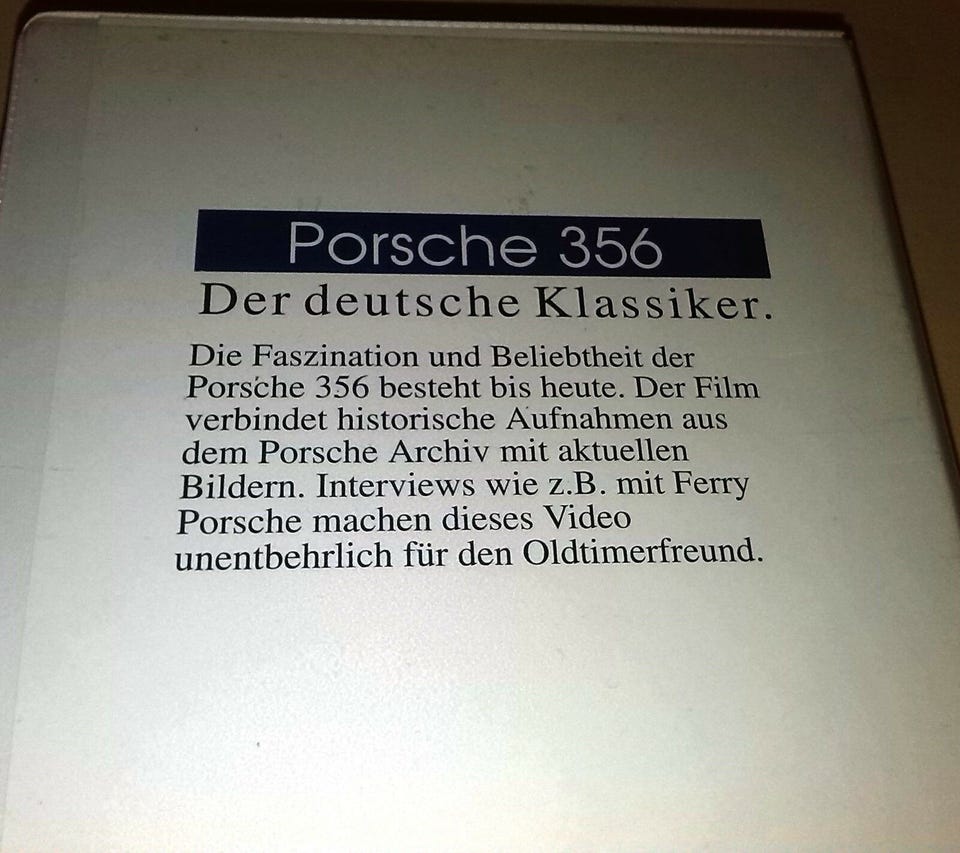 Porsche 356
Der deutsche Klassiker.
Die Faszination und Beliebtheit der
Porsche 356 besteht bis heute. Der Film
verbindet historische Aufnahmen aus
dem Porsche Archiv mit aktuellen
Bildern. Interviews wie z.B. mit Ferry
Porsche machen dieses Video
unentbehrlich für den Oldtimerfreund.